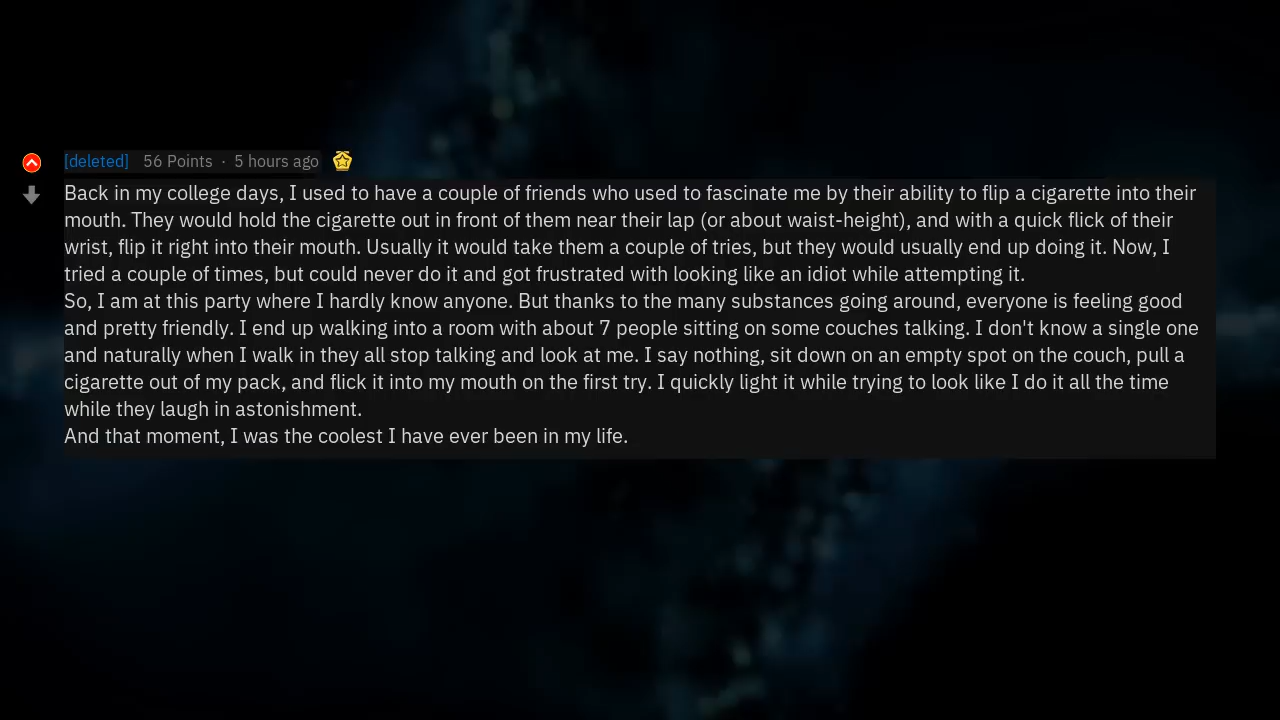 [deleted] 56 Points · 5 hours ago
Back in my college days, I used to have a couple of friends who used to fascinate me by their ability to flip a cigarette into their
mouth. They would hold the cigarette out in front of them near their lap (or about waist-height), and with a quick flick of their
wrist, flip it right into their mouth. Usually it would take them a couple of tries, but they would usually end up doing it. Now, I
tried a couple of times, but could never do it and got frustrated with looking like an idiot while attempting it.
So, I am at this party where I hardly know anyone. But thanks to the many substances going around, everyone is feeling good
and pretty friendly. I end up walking into a room with about 7 people sitting on some couches talking. I don't know a single one
and naturally when I walk in they all stop talking and look at me. I say nothing, sit down on an empty spot on the couch, pull a
cigarette out of my pack, and flick it into my mouth on the first try. I quickly light it while trying to look like I do it all the time
while they laugh in astonishment.
And that moment, I was the coolest I have ever been in my life.